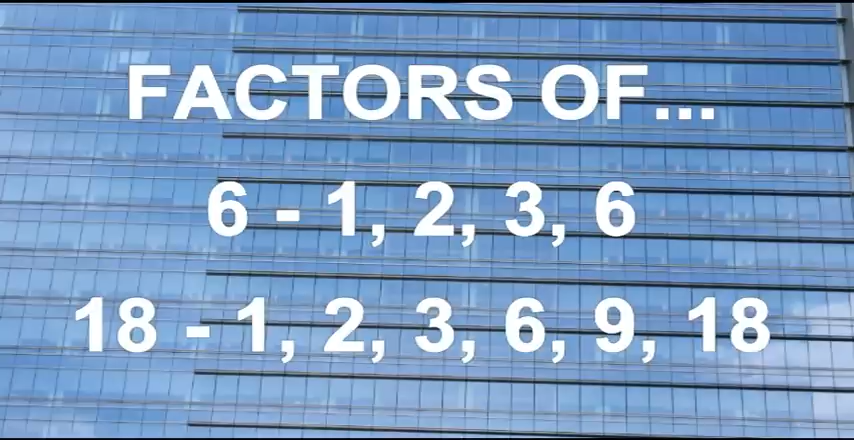 FACTORS OF...
6 - 1, 2, 3, 6
18 - 1, 2, 3, 6, 9, 18